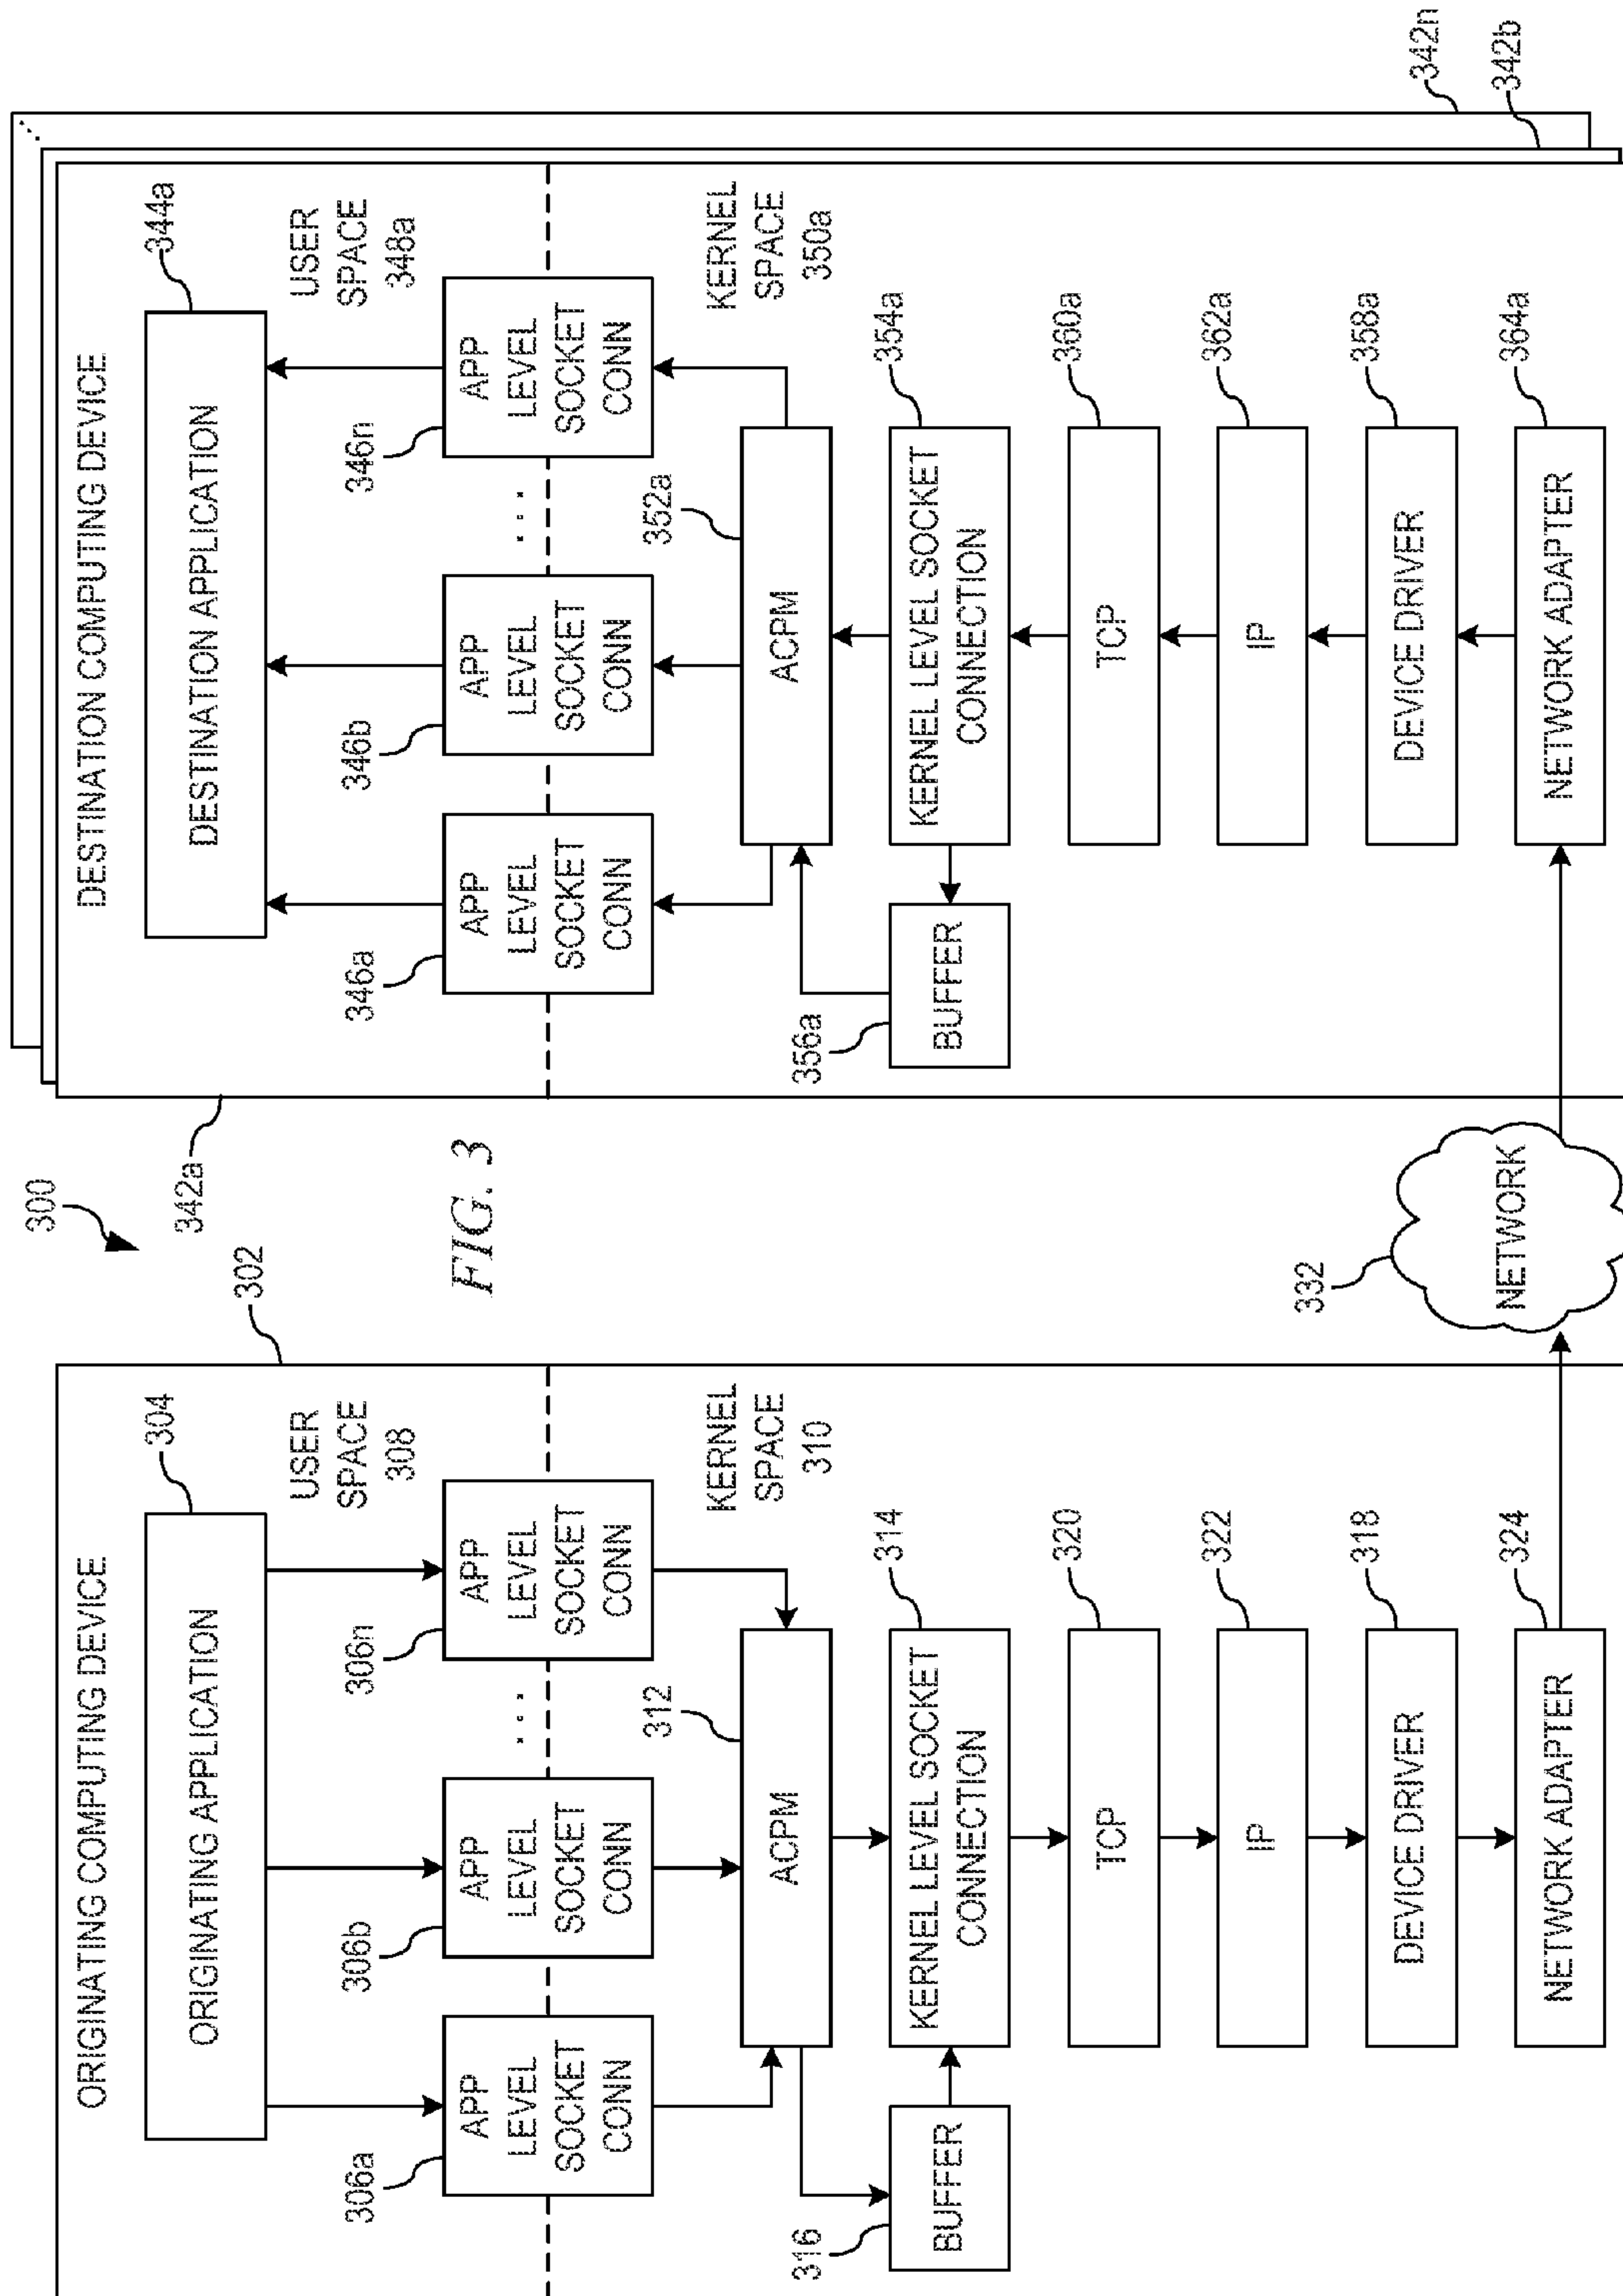 300
FIG. 3
302
ORIGINATING COMPUTING DEVICE
304
ORIGINATING APPLICATION
USER
SPACE
308
306a
APP
LEVEL
SOCKET
CONN
306b
APP
LEVEL
SOCKET
CONN
. . .
306n
APP
LEVEL
SOCKET
CONN
KERNEL
SPACE
310
312
ACPM
316
BUFFER
314
KERNEL LEVEL SOCKET
CONNECTION
320
TCP
322
IP
318
DEVICE DRIVER
324
NETWORK ADAPTER
332
NETWORK
342a
342b
342n
DESTINATION COMPUTING DEVICE
344a
DESTINATION APPLICATION
USER
SPACE
348a
346a
APP
LEVEL
SOCKET
CONN
346b
APP
LEVEL
SOCKET
CONN
. . .
346n
APP
LEVEL
SOCKET
CONN
KERNEL
SPACE
350a
352a
ACPM
356a
BUFFER
354a
KERNEL LEVEL SOCKET
CONNECTION
360a
TCP
362a
IP
358a
DEVICE DRIVER
364a
NETWORK ADAPTER